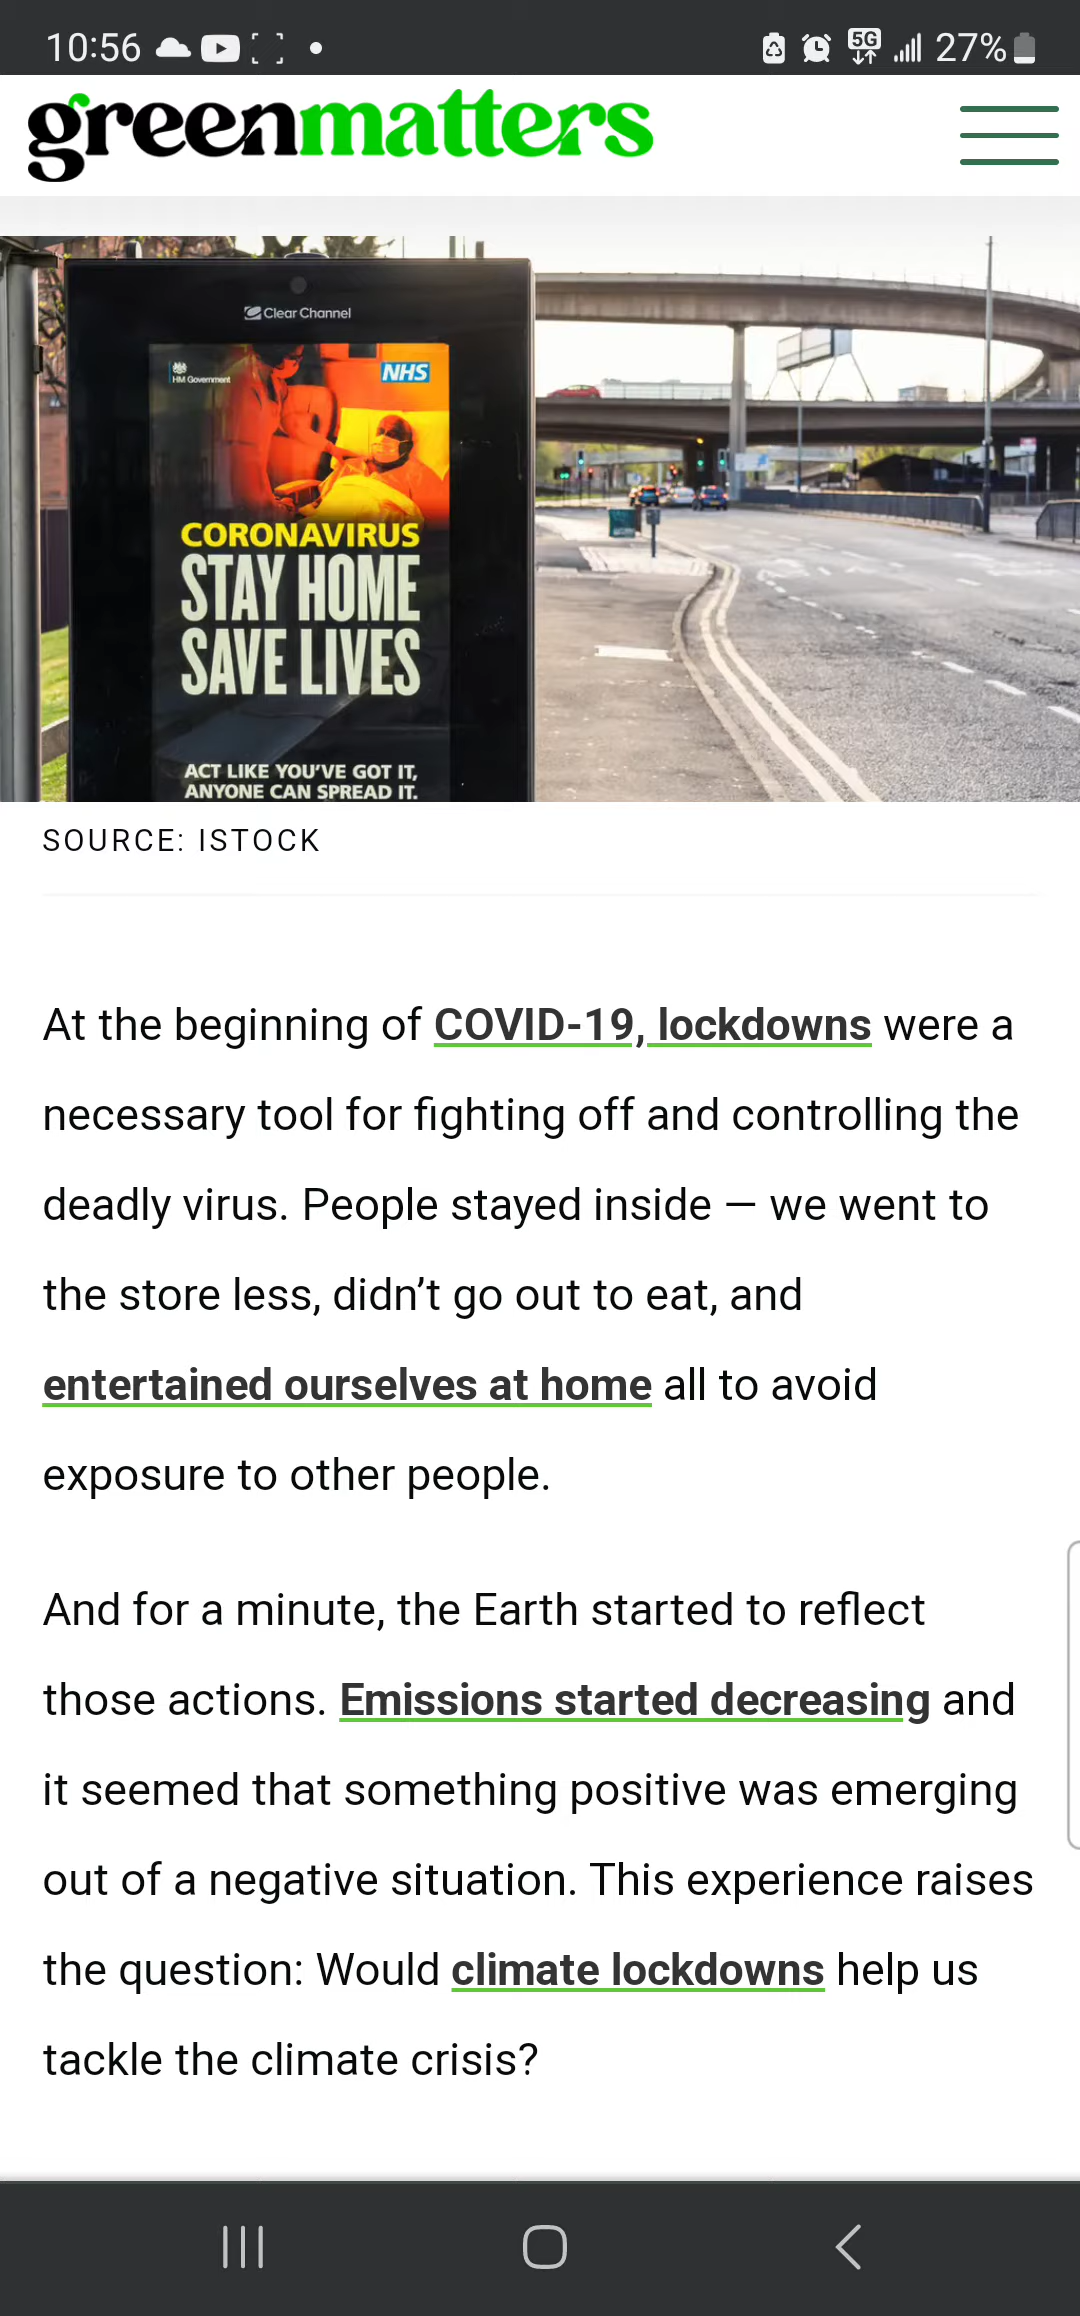 10:56
5G
27%
greenmatters
Clear Channel
HM Government
NHS
CORONAVIRUS
STAY HOME
SAVE LIVES
ACT LIKE YOU'VE GOT IT,
ANYONE CAN SPREAD IT.
SOURCE: ISTOCK
At the beginning of COVID-19, lockdowns were a
necessary tool for fighting off and controlling the
deadly virus. People stayed inside — we went to
the store less, didn’t go out to eat, and
entertained ourselves at home all to avoid
exposure to other people.
And for a minute, the Earth started to reflect
those actions. Emissions started decreasing and
it seemed that something positive was emerging
out of a negative situation. This experience raises
the question: Would climate lockdowns help us
tackle the climate crisis?